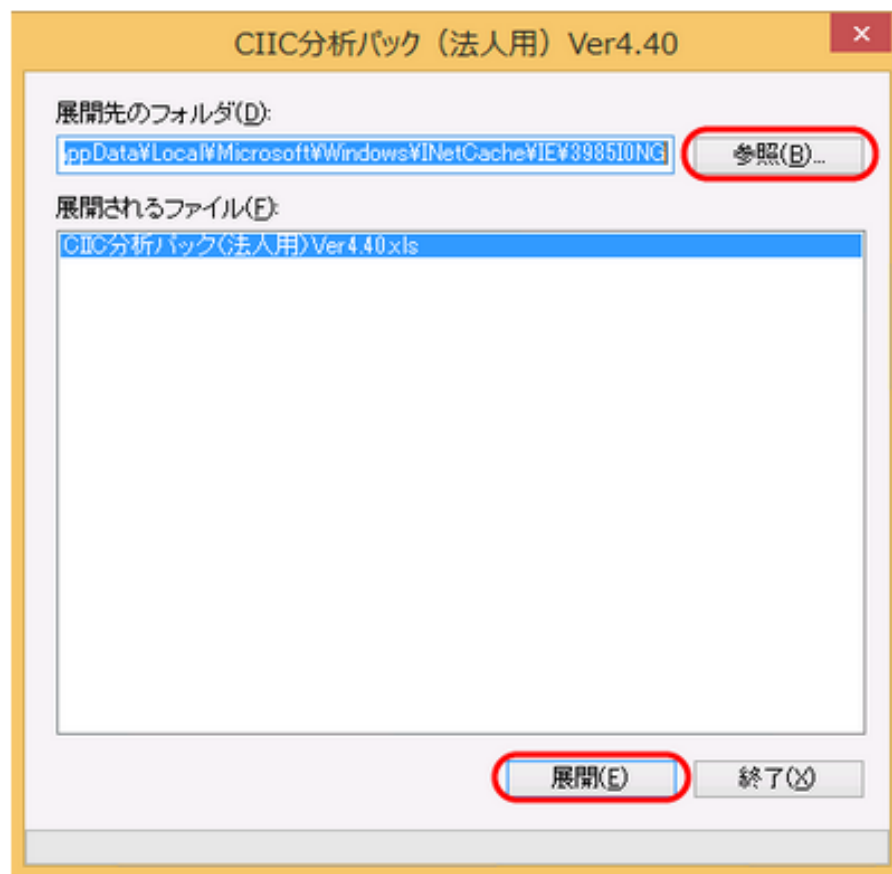 CIIC分析パック（法人用）Ver4.40
展開先のフォルダ(D):
ppData¥Local¥Microsoft¥Windows¥INetCache¥IE¥3985I0NG
参照(B)...
展開されるファイル(F):
CIIC分析パック(法人用)Ver4.40.xls
展開(E)
終了(X)